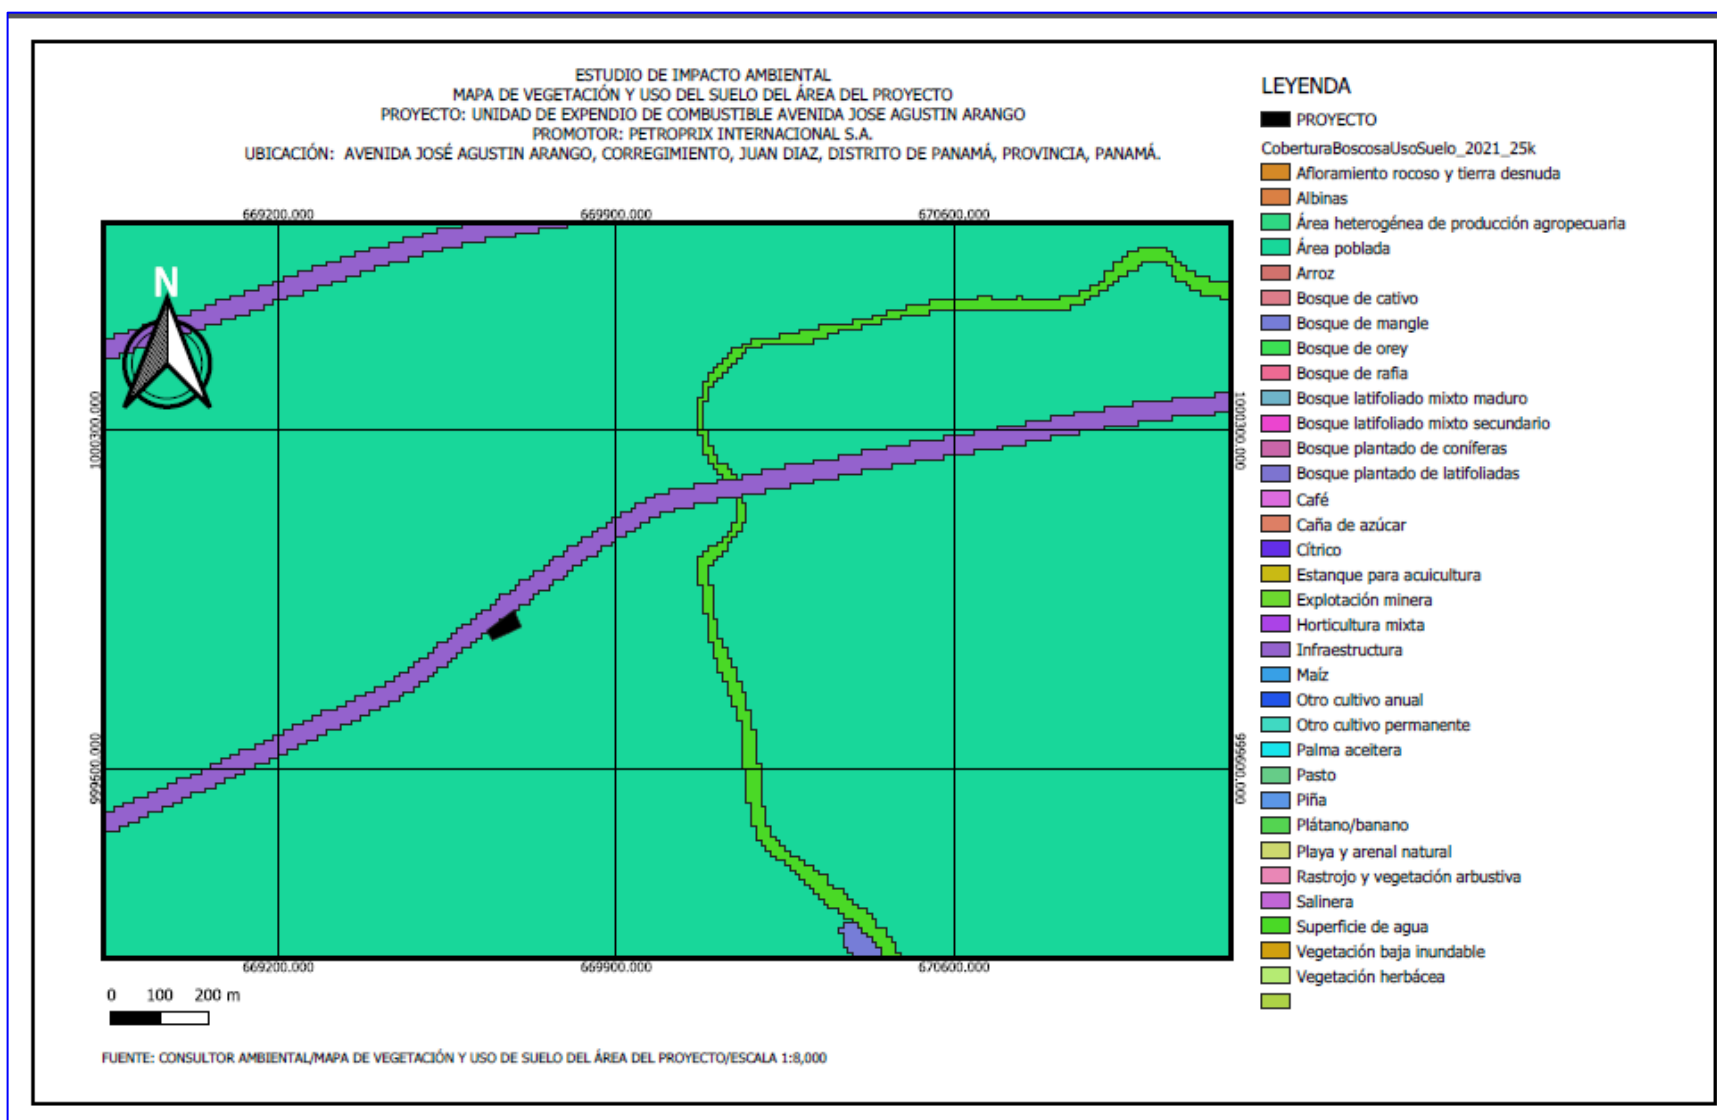 ESTUDIO DE IMPACTO AMBIENTAL
MAPA DE VEGETACIÓN Y USO DEL SUELO DEL ÁREA DEL PROYECTO
PROYECTO: UNIDAD DE EXPENDIO DE COMBUSTIBLE AVENIDA JOSE AGUSTIN ARANGO
PROMOTOR: PETROPRIX INTERNACIONAL S.A.
UBICACIÓN: AVENIDA JOSÉ AGUSTIN ARANGO, CORREGIMIENTO, JUAN DIAZ, DISTRITO DE PANAMÁ, PROVINCIA, PANAMÁ.
669200.000
669900.000
670600.000
N
1000300.000
1000300.000
999600.000
999600.000
669200.000
669900.000
670600.000
0 100 200 m
FUENTE: CONSULTOR AMBIENTAL/MAPA DE VEGETACIÓN Y USO DE SUELO DEL ÁREA DEL PROYECTO/ESCALA 1:8,000
LEYENDA
PROYECTO
CoberturaBoscosaUsoSuelo_2021_25k
Afloramiento rocoso y tierra desnuda
Albinas
Área heterogénea de producción agropecuaria
Área poblada
Arroz
Bosque de cativo
Bosque de mangle
Bosque de orey
Bosque de rafia
Bosque latifoliado mixto maduro
Bosque latifoliado mixto secundario
Bosque plantado de coníferas
Bosque plantado de latifoliadas
Café
Caña de azúcar
Cítrico
Estanque para acuicultura
Explotación minera
Horticultura mixta
Infraestructura
Maíz
Otro cultivo anual
Otro cultivo permanente
Palma aceitera
Pasto
Piña
Plátano/banano
Playa y arenal natural
Rastrojo y vegetación arbustiva
Salinera
Superficie de agua
Vegetación baja inundable
Vegetación herbácea